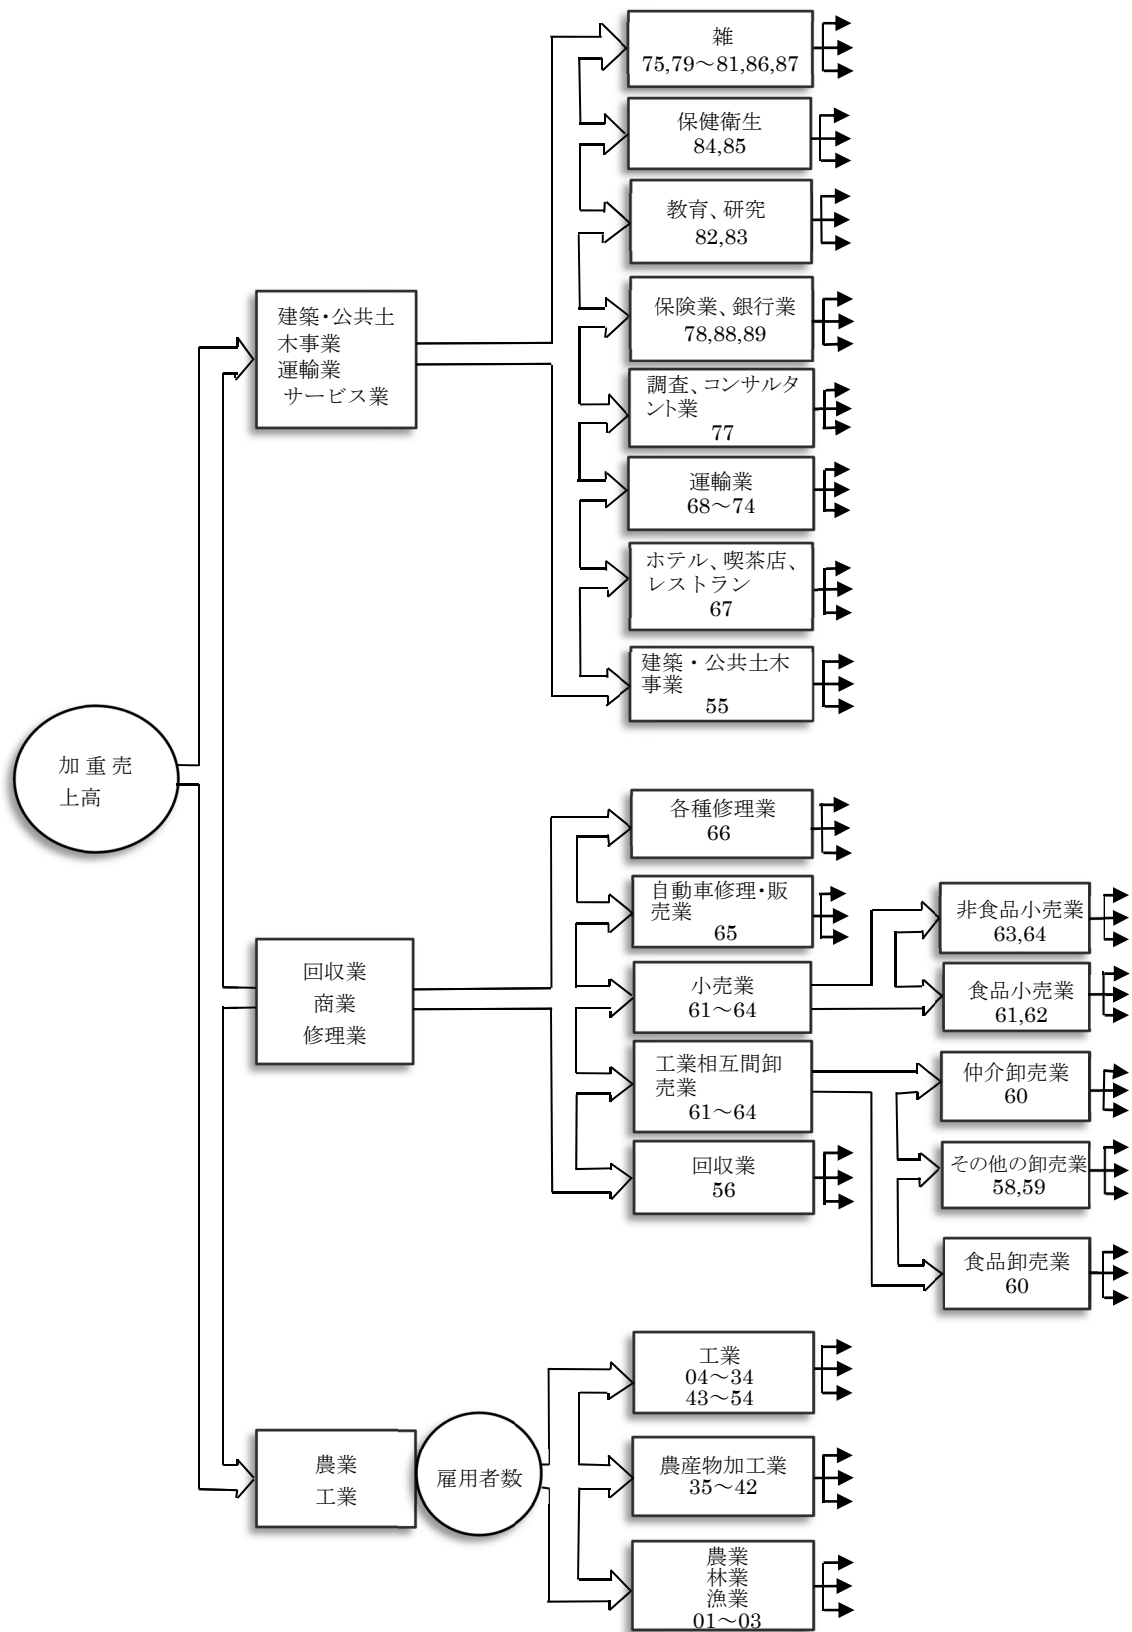 雑
75,79～81,86,87
保健衛生
84,85
教育、研究
82,83
建築・公共土
木事業
運輸業
サービス業
保険業、銀行業
78,88,89
調査、コンサルタ
ント業
77
運輸業
68～74
ホテル、喫茶店、
レストラン
67
建築・公共土木
事業
55
加 重 売
上高
各種修理業
66
自動車修理・販
売業
65
非食品小売業
63,64
回収業
商業
修理業
小売業
61～64
食品小売業
61,62
工業相互間卸
売業
61～64
仲介卸売業
60
回収業
56
その他の卸売業
58,59
食品卸売業
60
工業
04～34
43～54
農業
工業
雇用者数
農産物加工業
35～42
農業
林業
漁業
01～03